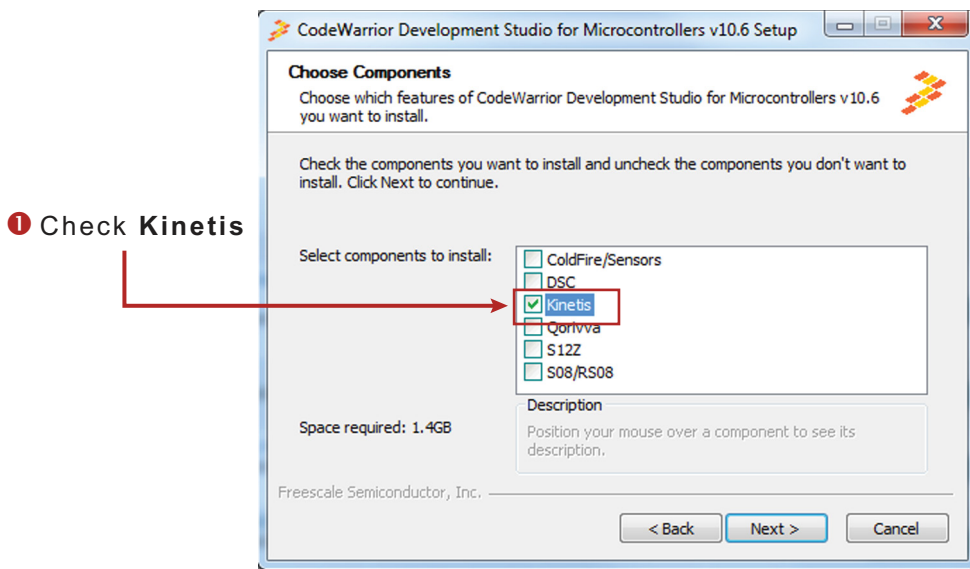 CodeWarrior Development Studio for Microcontrollers v10.6 Setup
Choose Components
Choose which features of CodeWarrior Development Studio for Microcontrollers v10.6
you want to install.
Check the components you want to install and uncheck the components you don't want to
install. Click Next to continue.
❶ Check Kinetis
Select components to install:
ColdFire/Sensors
DSC
Kinetis
Qorivva
S12Z
S08/RS08
Space required: 1.4GB
Description
Position your mouse over a component to see its
description.
Freescale Semiconductor, Inc.
< Back
Next >
Cancel